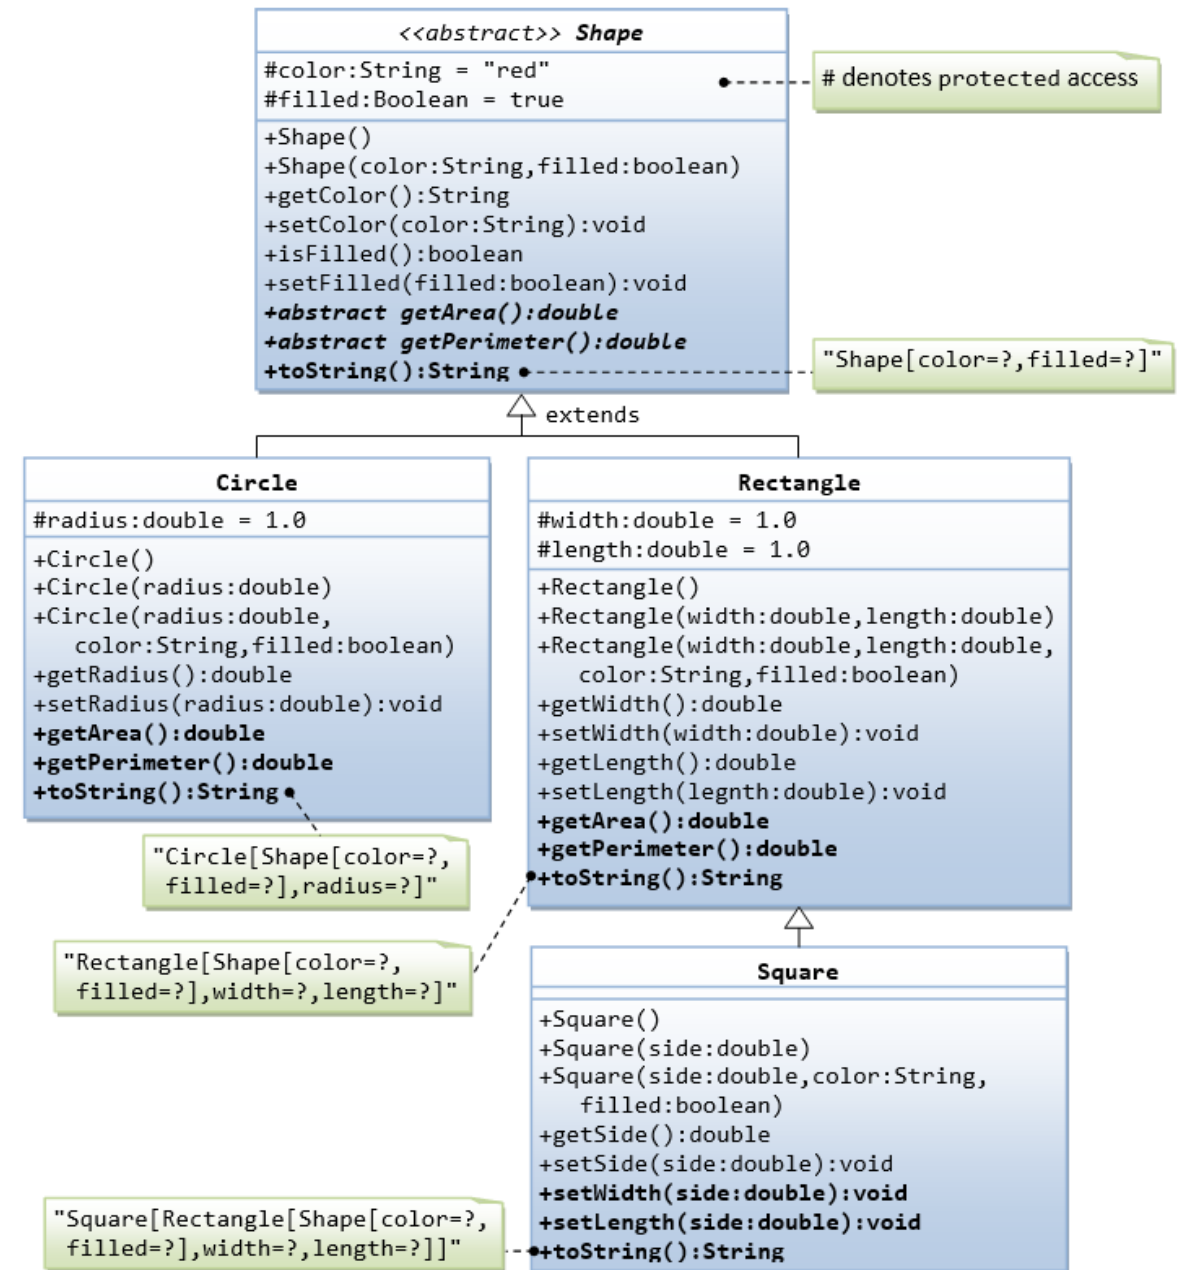 <<abstract>> Shape
#color:String = "red"
#filled:Boolean = true
# denotes protected access
+Shape()
+Shape(color:String,filled:boolean)
+getColor():String
+setColor(color:String):void
+isFilled():boolean
+setFilled(filled:boolean):void
+abstract getArea():double
+abstract getPerimeter():double
+toString():String
"Shape[color=?,filled=?]"
extends
Circle
#radius:double = 1.0
+Circle()
+Circle(radius:double)
+Circle(radius:double,
color:String,filled:boolean)
+getRadius():double
+setRadius(radius:double):void
+getArea():double
+getPerimeter():double
+toString():String
"Circle[Shape[color=?,
filled=?],radius=?]"
Rectangle
#width:double = 1.0
#length:double = 1.0
+Rectangle()
+Rectangle(width:double,length:double)
+Rectangle(width:double,length:double,
color:String,filled:boolean)
+getWidth():double
+setWidth(width:double):void
+getLength():double
+setLength(legnth:double):void
+getArea():double
+getPerimeter():double
+toString():String
"Rectangle[Shape[color=?,
filled=?],width=?,length=?]"
Square
+Square()
+Square(side:double)
+Square(side:double,color:String,
filled:boolean)
+getSide():double
+setSide(side:double):void
+setWidth(side:double):void
+setLength(side:double):void
+toString():String
"Square[Rectangle[Shape[color=?,
filled=?],width=?,length=?]]"